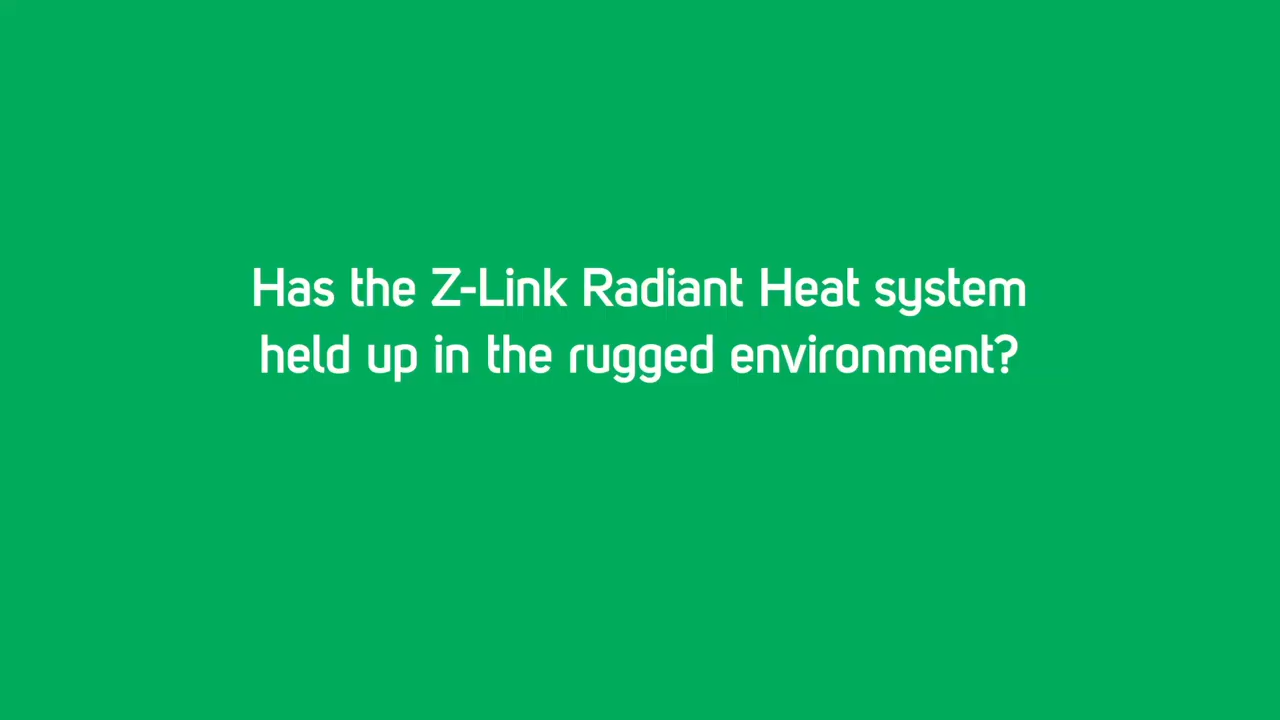 Has the Z-Link Radiant Heat system
held up in the rugged environment?